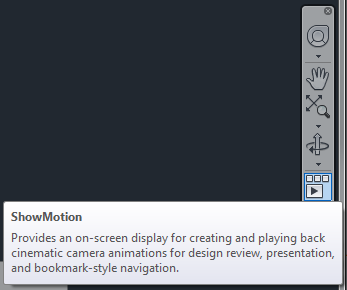 ShowMotion
Provides an on-screen display for creating and playing back
cinematic camera animations for design review, presentation,
and bookmark-style navigation.